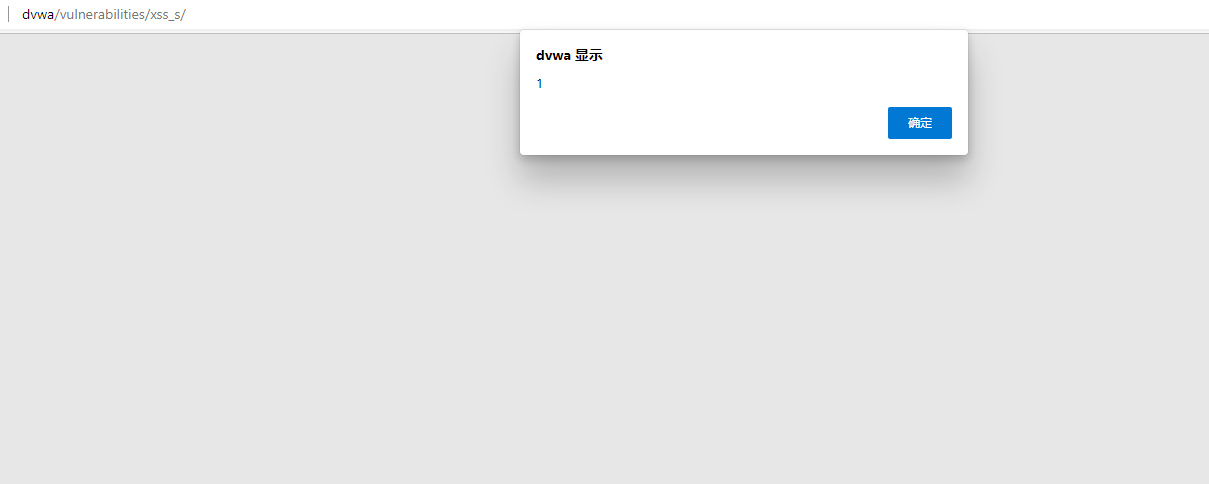 dvwa/vulnerabilities/xss_s/
dvwa 显示
1
确定